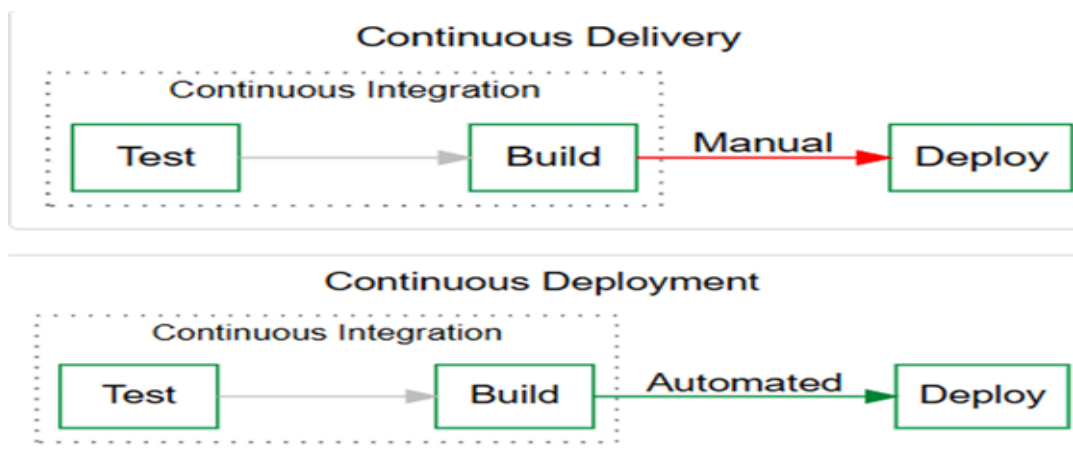 Continuous Delivery
Continuous Integration
Test
Build
Manual
Deploy
Continuous Deployment
Continuous Integration
Test
Build
Automated
Deploy